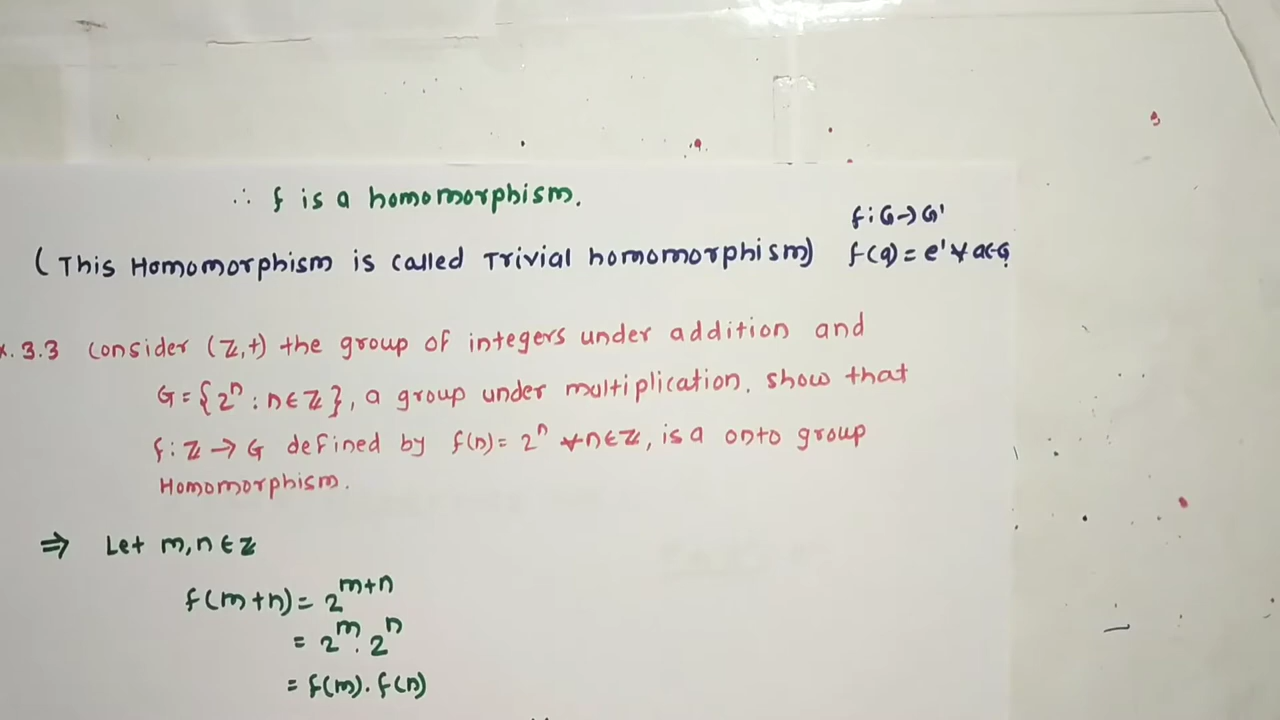 ∴ f is a homomorphism.
f:G→G'
(This Homomorphism is called Trivial homomorphism) f(a)=e'∀a∈G
x.3.3 Consider (ℤ,+) the group of integers under addition and
G={2ⁿ:n∈ℤ}, a group under multiplication. show that
f:ℤ→G defined by f(n)=2ⁿ ∀n∈ℤ, is a onto group
Homomorphism.
⇒ Let m,n∈ℤ
f(m+n)=2^{m+n}
=2^m.2^n
=f(m).f(n)